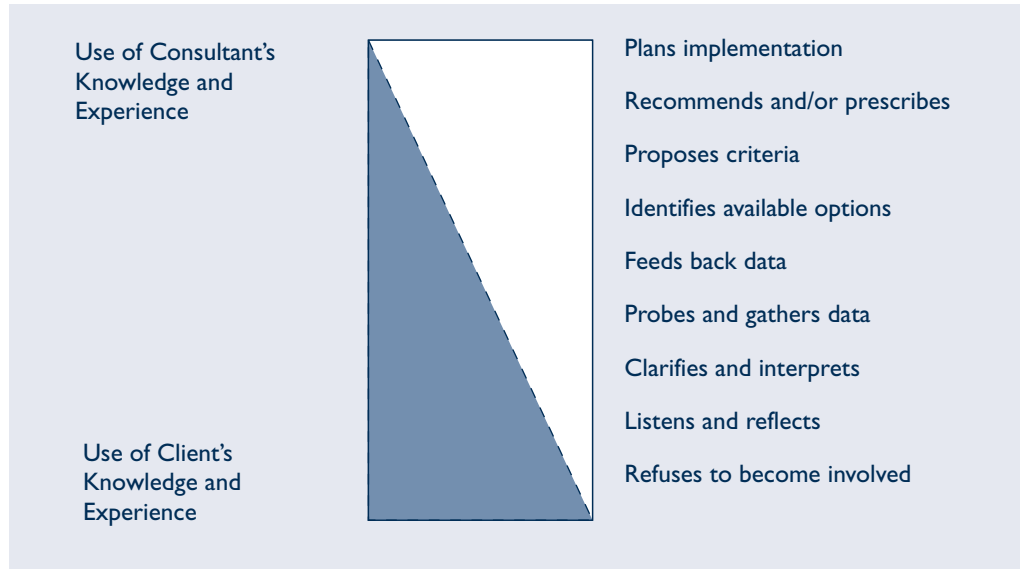 Use of Consultant’s
Knowledge and
Experience
Plans implementation
Recommends and/or prescribes
Proposes criteria
Identifies available options
Feeds back data
Probes and gathers data
Clarifies and interprets
Listens and reflects
Refuses to become involved
Use of Client’s
Knowledge and
Experience